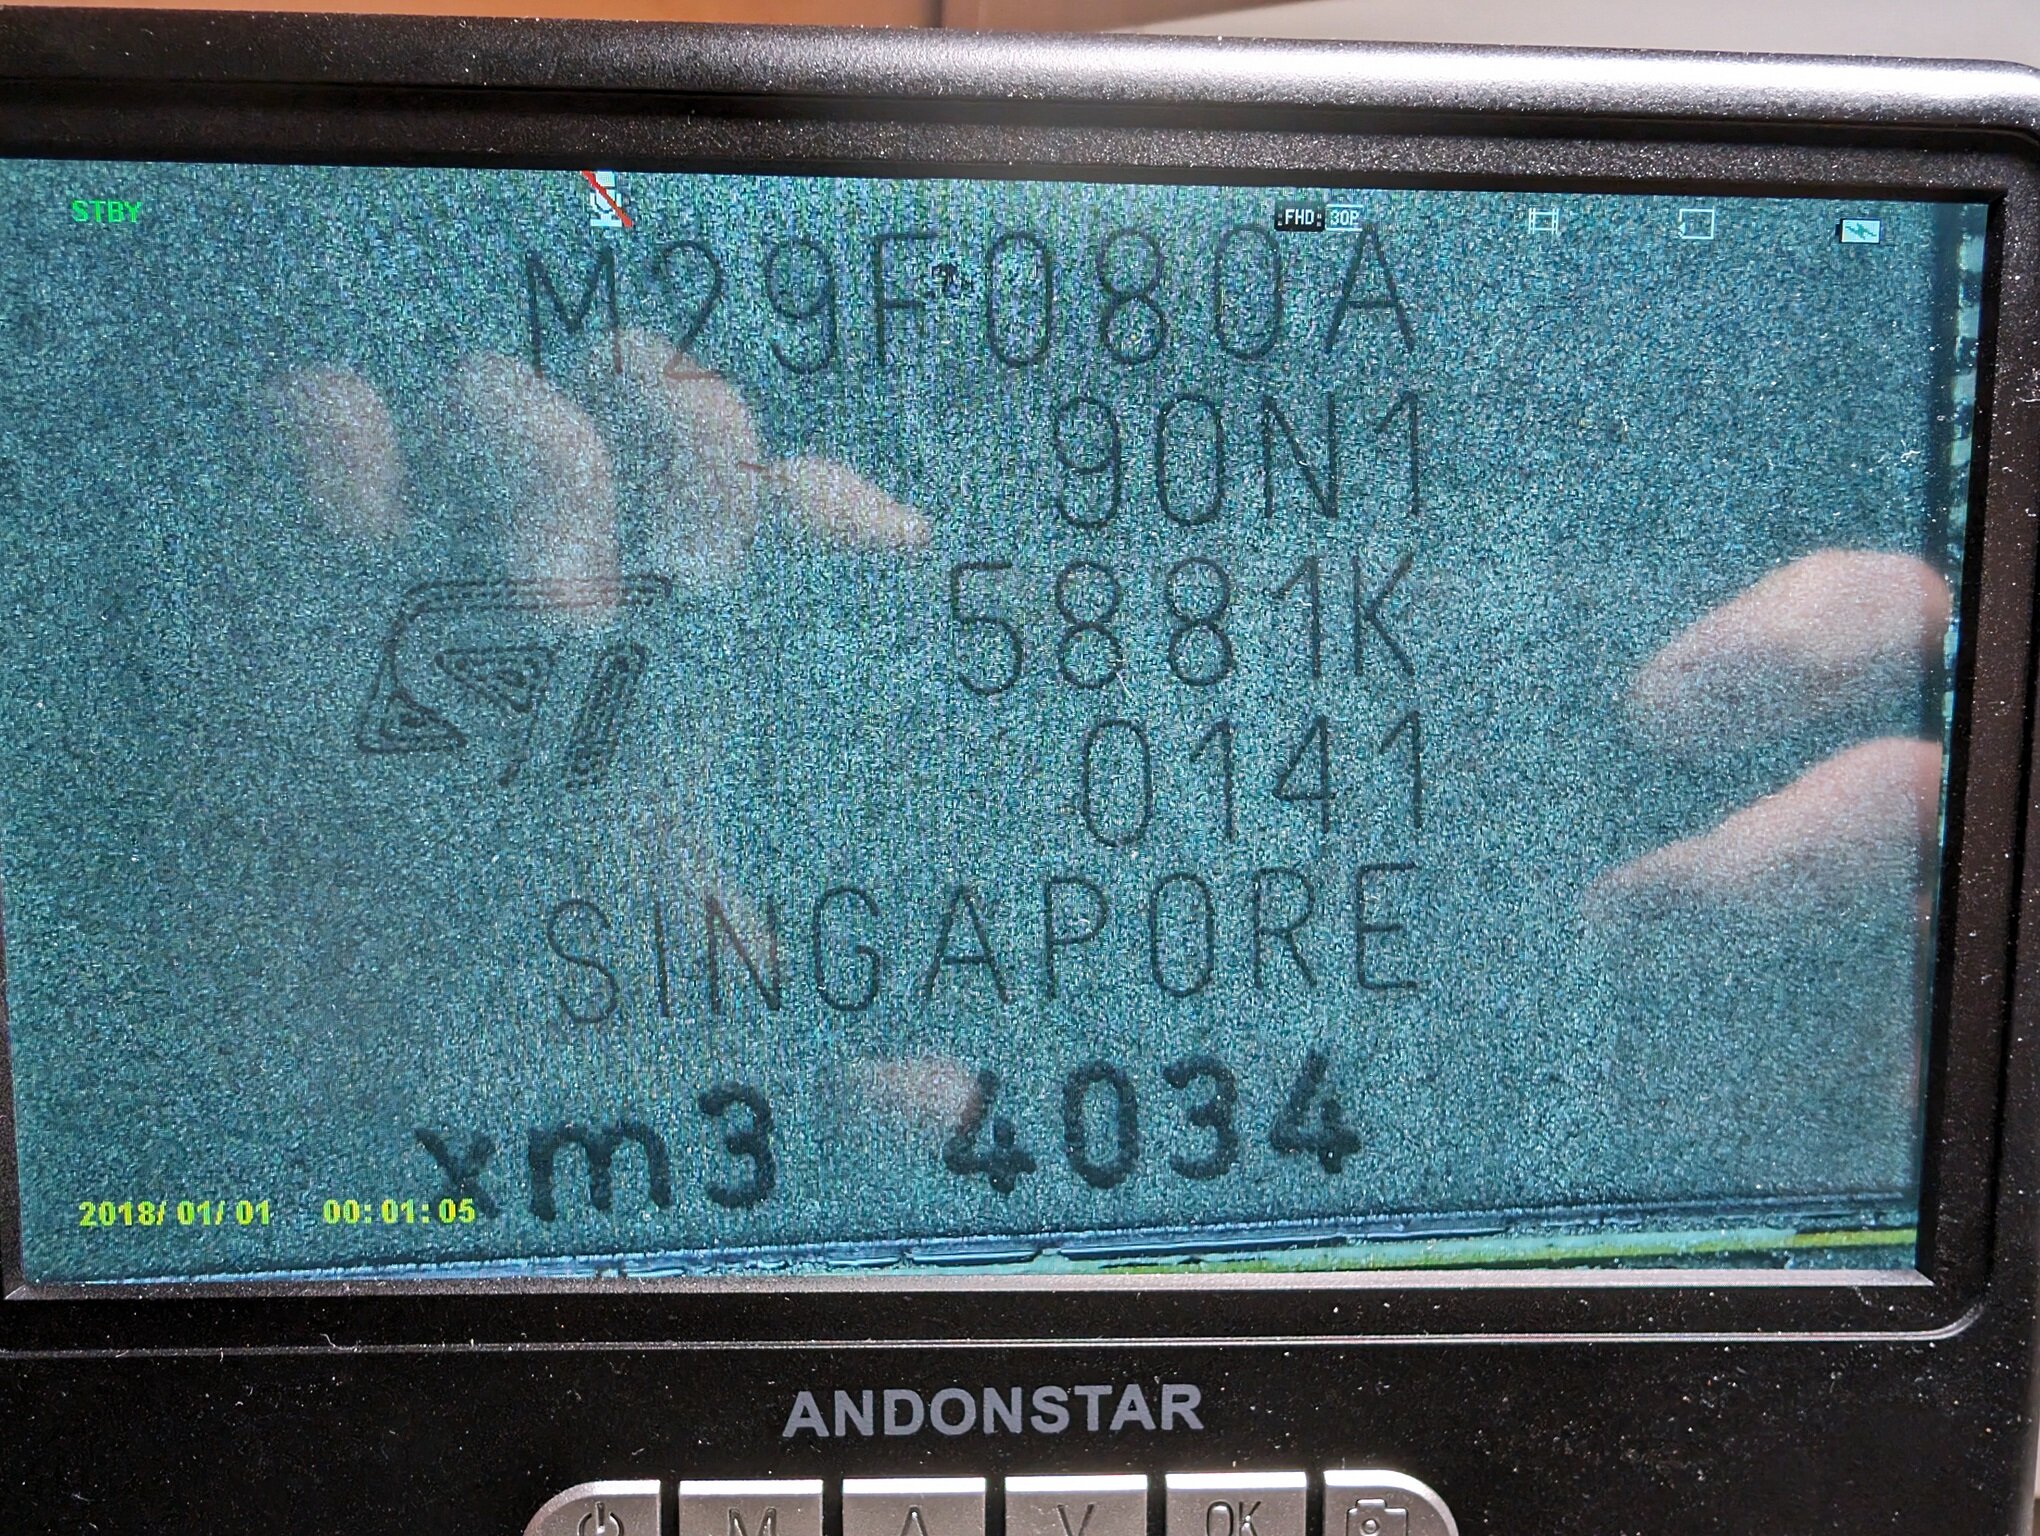 STBY
FHD: 30P
M29F080A
90N1
5881K
0141
SINGAPORE
xm3 4034
2018/01/01 00:01:05
ANDONSTAR
M
OK